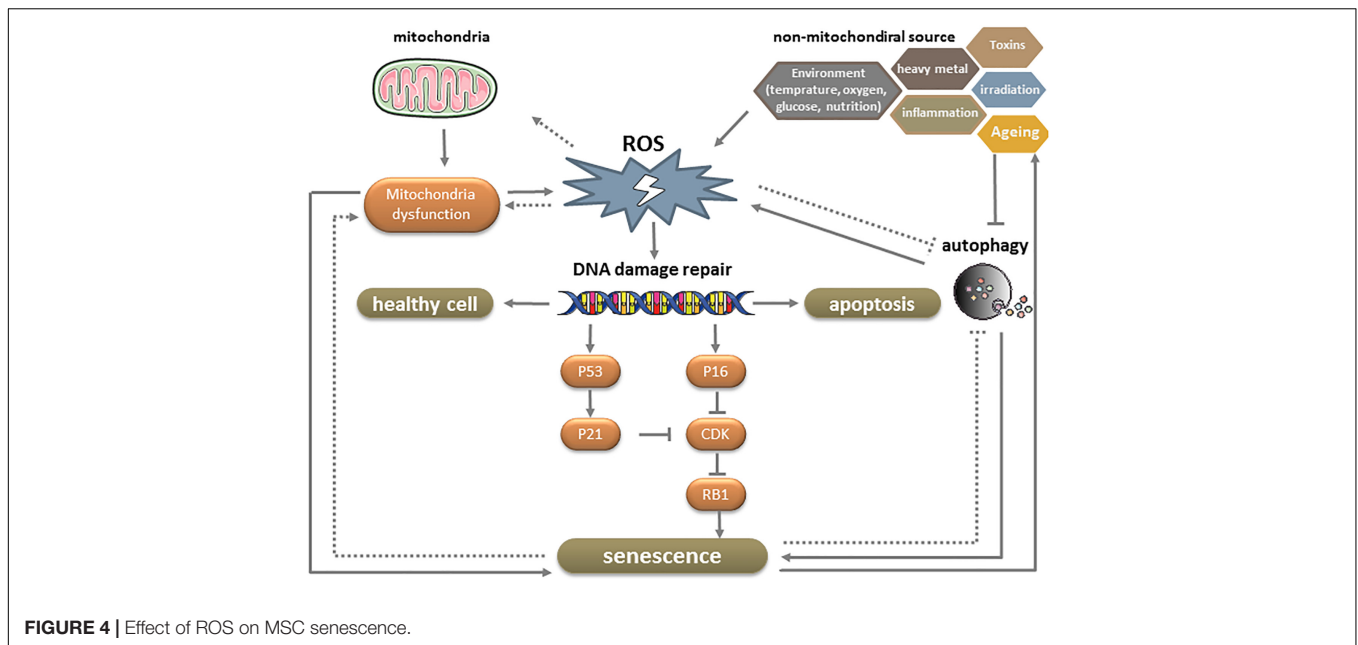 mitochondria
non-mitochondiral source
Toxins
heavy metal
Environment
(temprature, oxygen,
glucose, nutrition)
irradiation
inflammation
Ageing
ROS
Mitochondria
dysfunction
autophagy
DNA damage repair
healthy cell
apoptosis
P53
P16
P21
CDK
RB1
senescence
FIGURE 4 | Effect of ROS on MSC senescence.